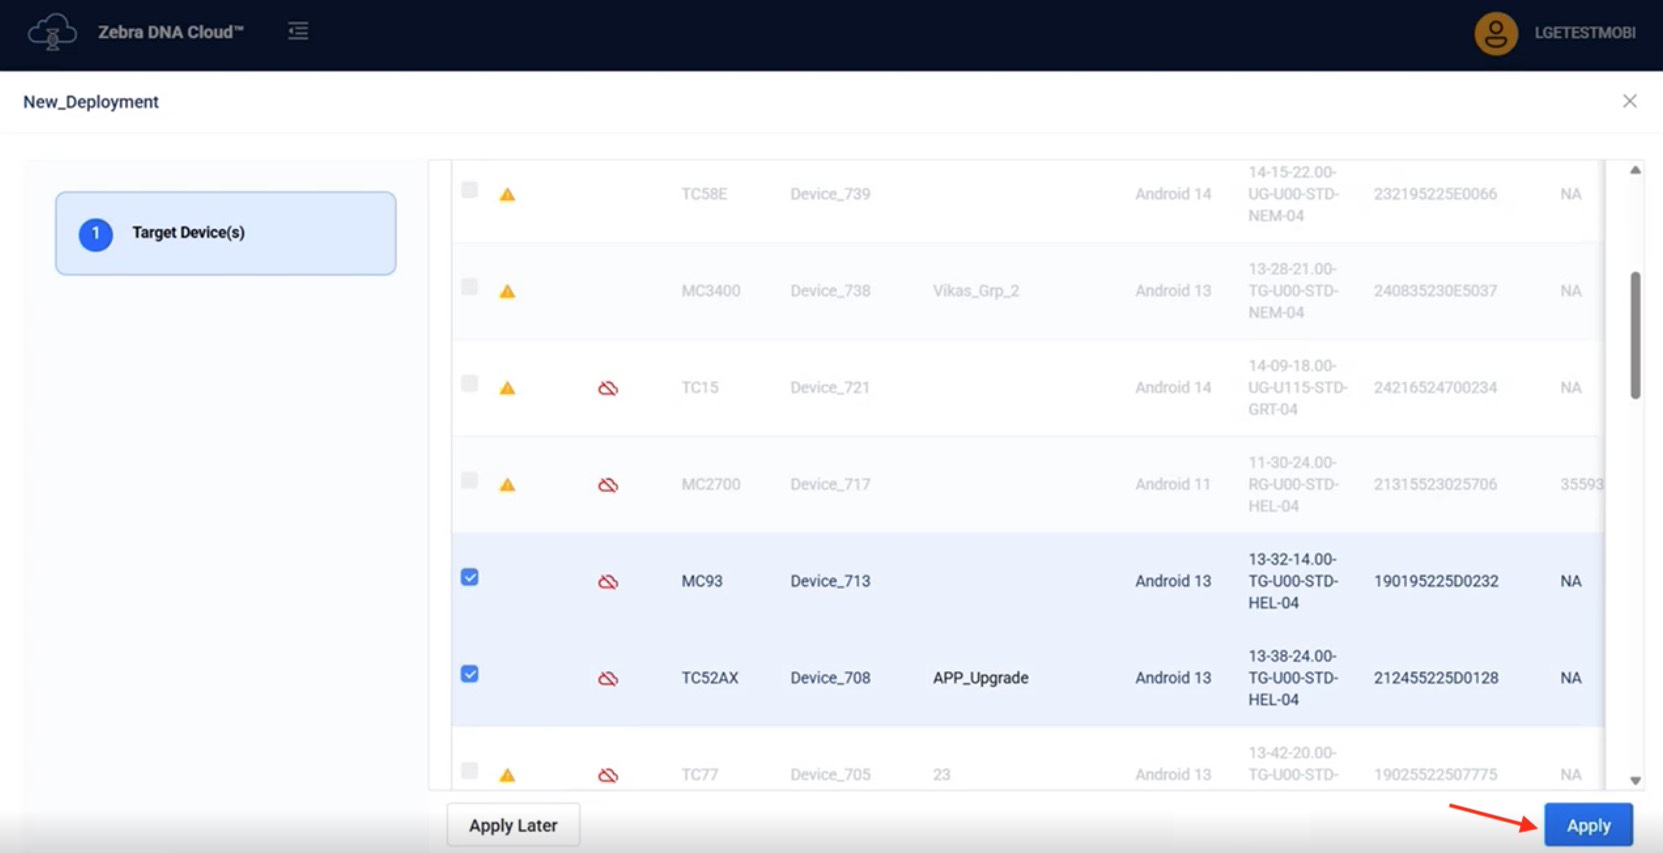 Zebra DNA Cloud™
LGETESTMOBI
New_Deployment
1 Target Device(s)
TC58E Device_739 Android 14 14-15-22.00-
UG-U00-STD-
NEM-04 232195225E0066 NA
MC3400 Device_738 Vikas_Grp_2 Android 13 13-28-21.00-
TG-U00-STD-
NEM-04 240835230E5037 NA
TC15 Device_721 Android 14 14-09-18.00-
UG-U115-STD-
GRT-04 24216524700234 NA
MC2700 Device_717 Android 11 11-30-24.00-
RG-U00-STD-
HEL-04 21315523025706 35593
MC93 Device_713 Android 13 13-32-14.00-
TG-U00-STD-
HEL-04 190195225D0232 NA
TC52AX Device_708 APP_Upgrade Android 13 13-38-24.00-
TG-U00-STD-
HEL-04 212455225D0128 NA
TC77 Device_705 23 Android 13 13-42-20.00-
TG-U00-STD- 19025522507775 NA
Apply Later
Apply